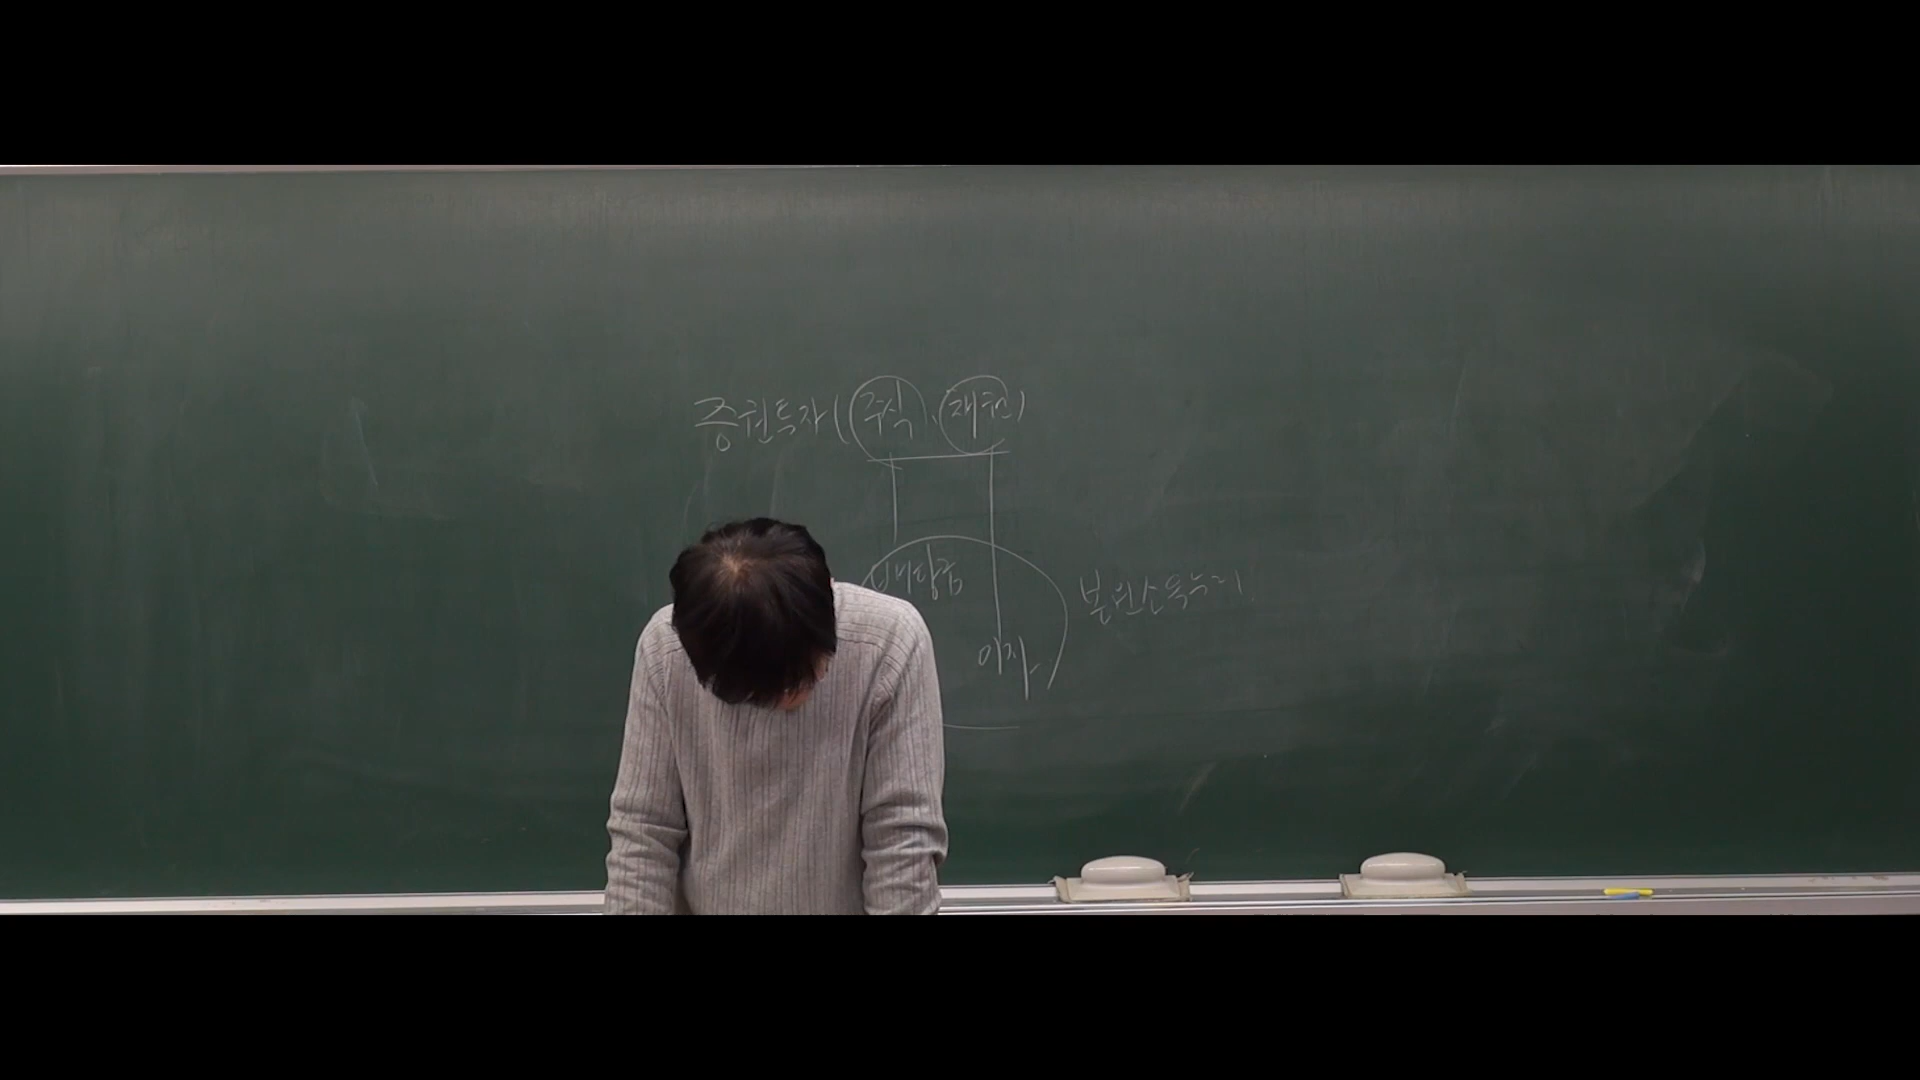 증권투자(주식, 채권)
배당금
본원소득수지
이자